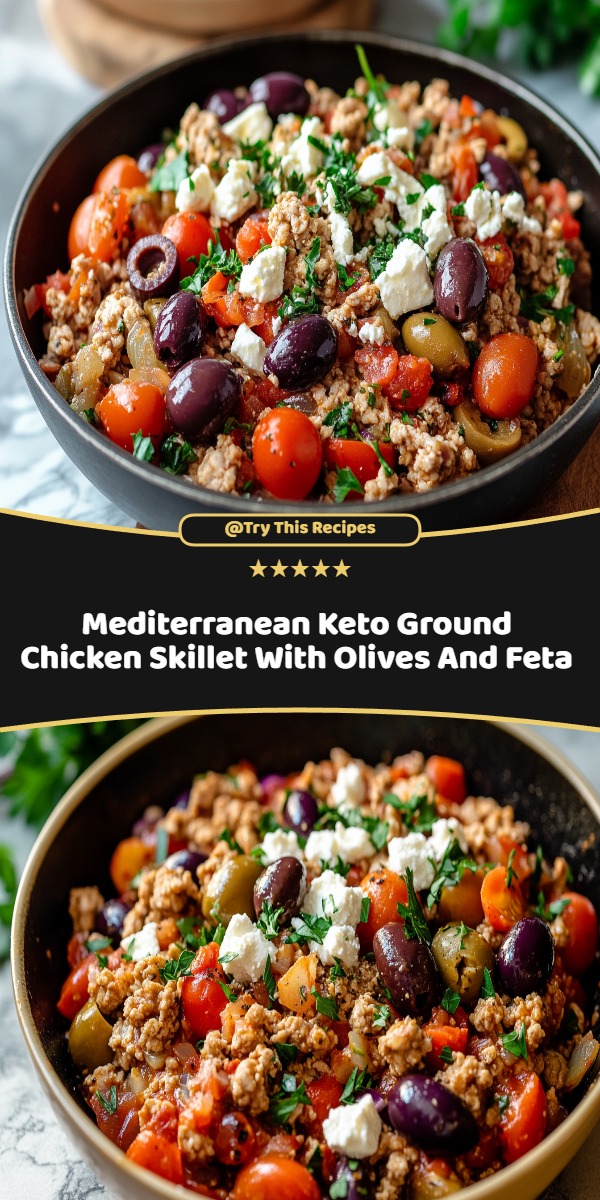 @Try This Recipes
Mediterranean Keto Ground
Chicken Skillet With Olives And Feta